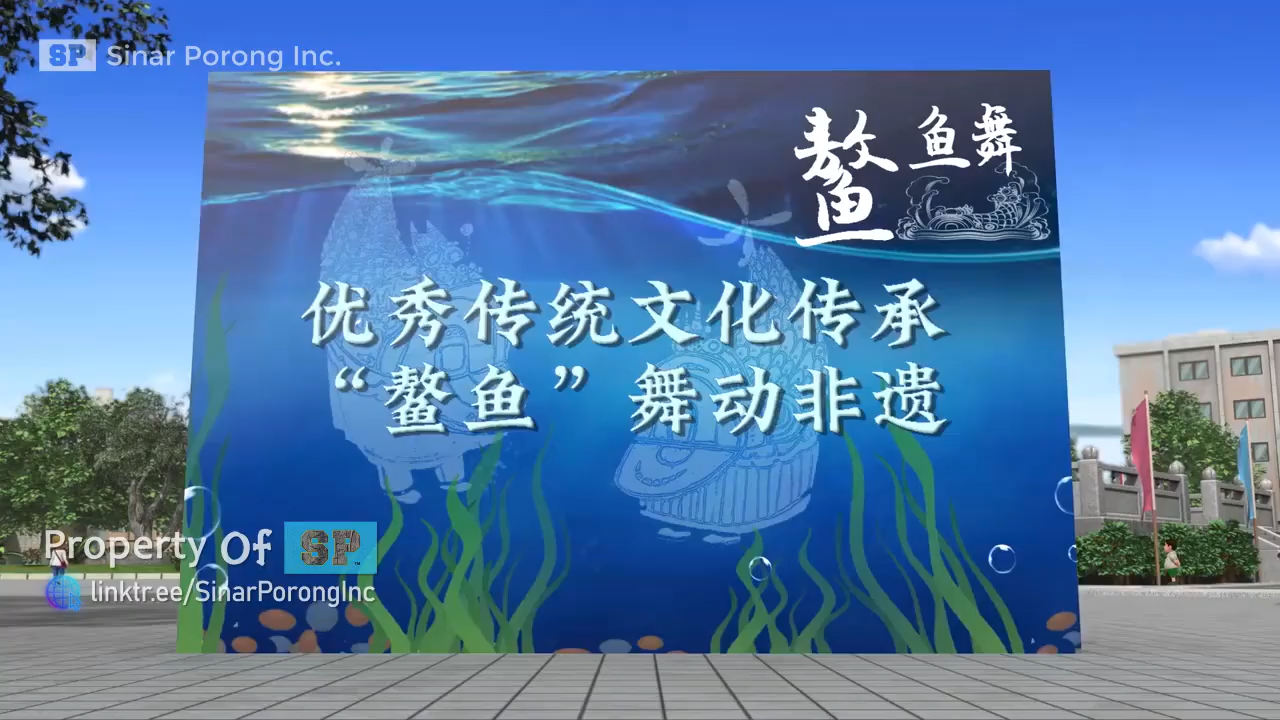 SP Sinar Porong Inc.
鳌鱼舞
优秀传统文化传承
“鳌鱼”舞动非遗
Property Of SP™
linktr.ee/SinarPorongInc